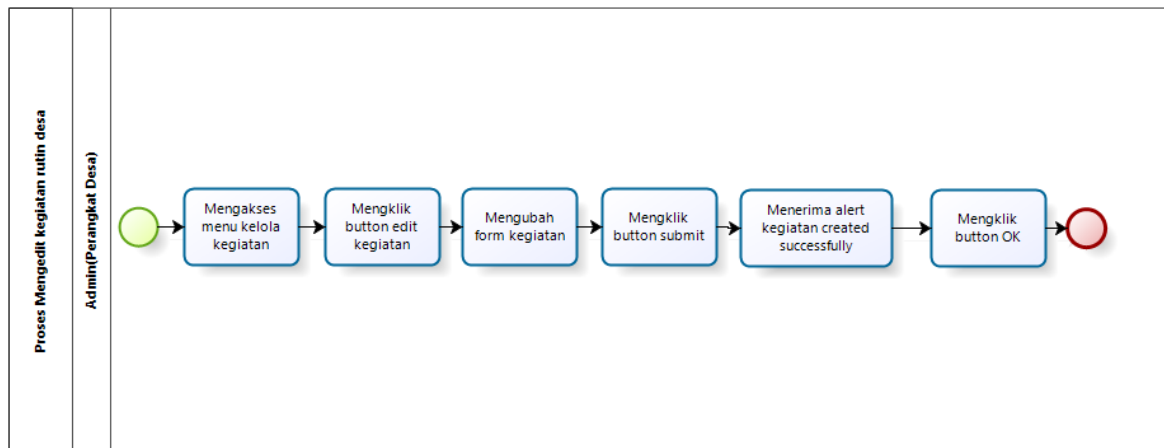 Proses Mengedit kegiatan rutin desa
Admin(Perangkat Desa)
Mengakses
menu kelola
kegiatan
Mengklik
button edit
kegiatan
Mengubah
form kegiatan
Mengklik
button submit
Menerima alert
kegiatan created
successfully
Mengklik
button OK